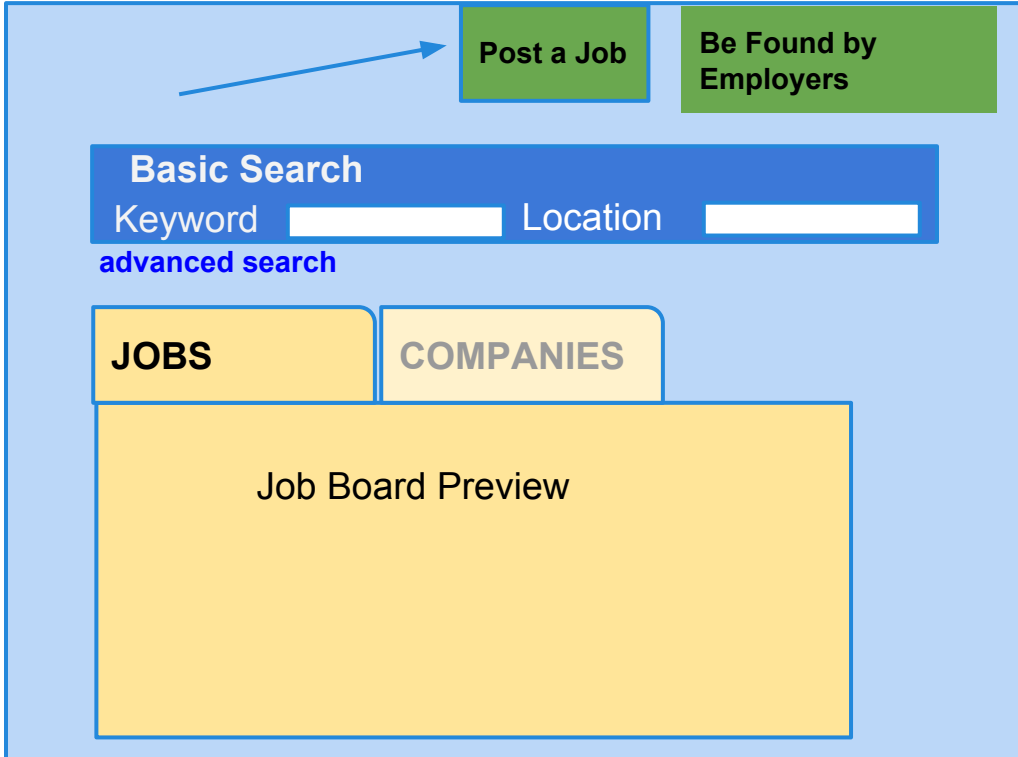 Post a Job
Be Found by
Employers
Basic Search
Keyword
Location
advanced search
JOBS
COMPANIES
Job Board Preview